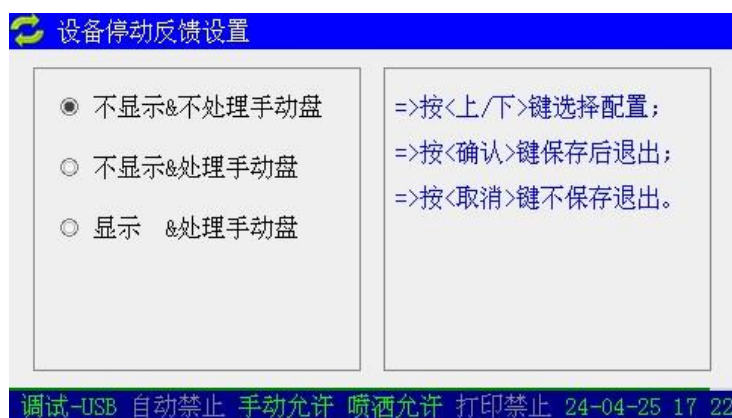 设备停动反馈设置
不显示&不处理手动盘
不显示&处理手动盘
显示　&处理手动盘
=>按<上/下>键选择配置;
=>按<确认>键保存后退出;
=>按<取消>键不保存退出。
调试-USB 自动禁止 手动允许 喷洒允许 打印禁止 24-04-25 17 22